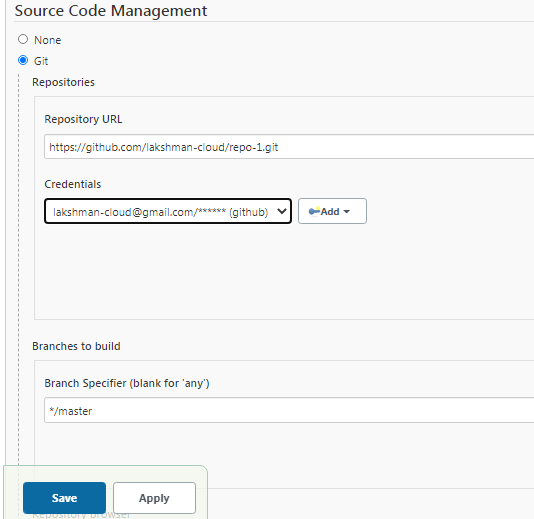 Source Code Management
None
Git
Repositories
Repository URL
https://github.com/lakshman-cloud/repo-1.git
Credentials
lakshman-cloud@gmail.com/****** (github)
Add
Branches to build
Branch Specifier (blank for 'any')
*/master
Save Apply
Repository browser